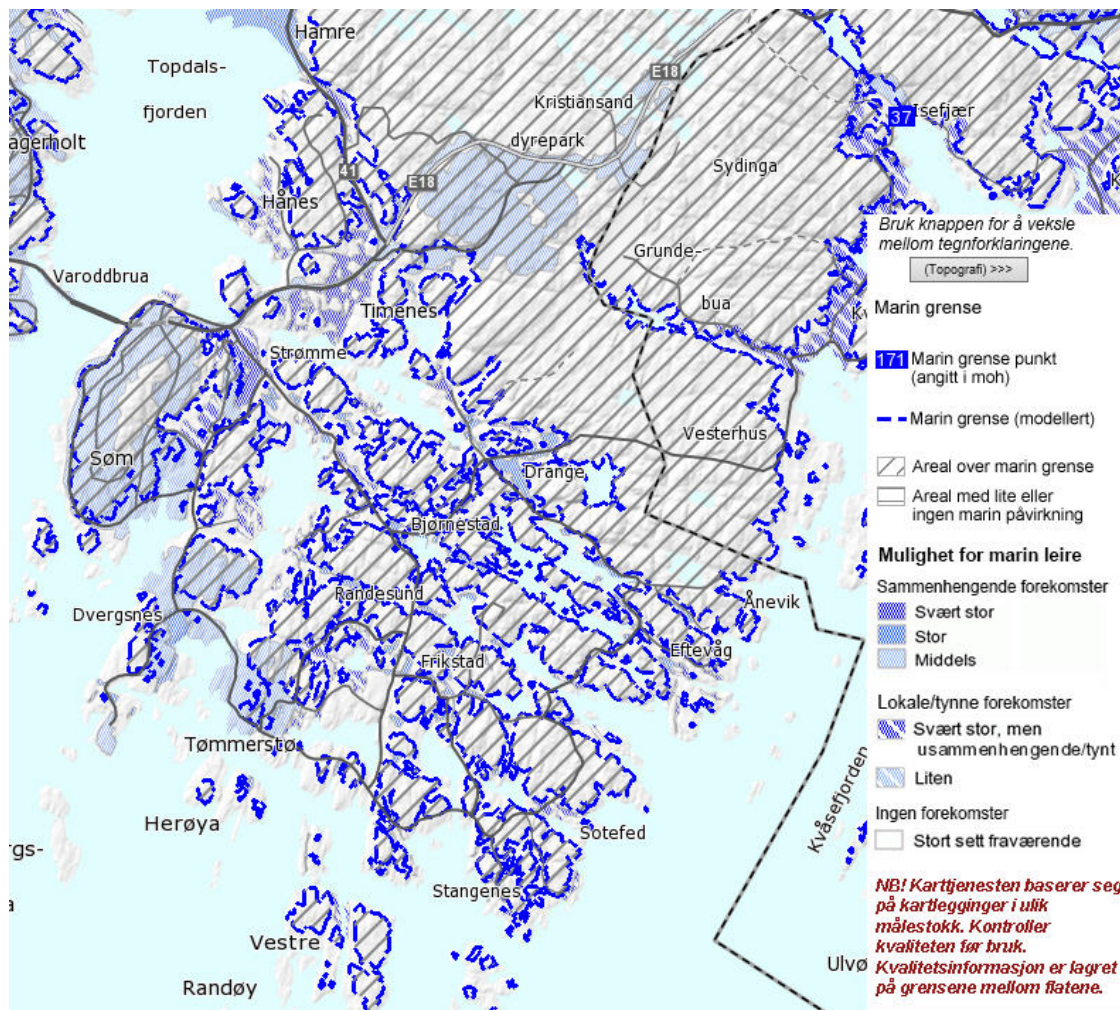 Hamre
Topdals-
fjorden
E18
Kristiansand
dyrepark
37
Isefjær
agerholt
Sydinga
41
E18
Hånes
Varoddbrua
Grunde-
bua
Timenes
Strømme
Søm
Vesterhus
Drange
Bjørnestad
Dvergsnes
Randesund
Ånevik
Frikstad
Eftevåg
Tømmerstø
Herøya
Sotefed
Kvåsefjorden
rgs-
a
Stangenes
Vestre
Randøy
Ulvø
Bruk knappen for å veksle
mellom tegnforklaringene.
(Topografi) >>>
Marin grense
171 Marin grense punkt
(angitt i moh)
Marin grense (modellert)
Areal over marin grense
Areal med lite eller
ingen marin påvirkning
Mulighet for marin leire
Sammenhengende forekomster
Svært stor
Stor
Middels
Lokale/tynne forekomster
Svært stor, men
usammenhengende/tynt
Liten
Ingen forekomster
Stort sett fraværende
NB! Karttjenesten baserer seg
på kartlegginger i ulik
målestokk. Kontroller
kvaliteten før bruk.
Kvalitetsinformasjon er lagret
på grensene mellom flatene.